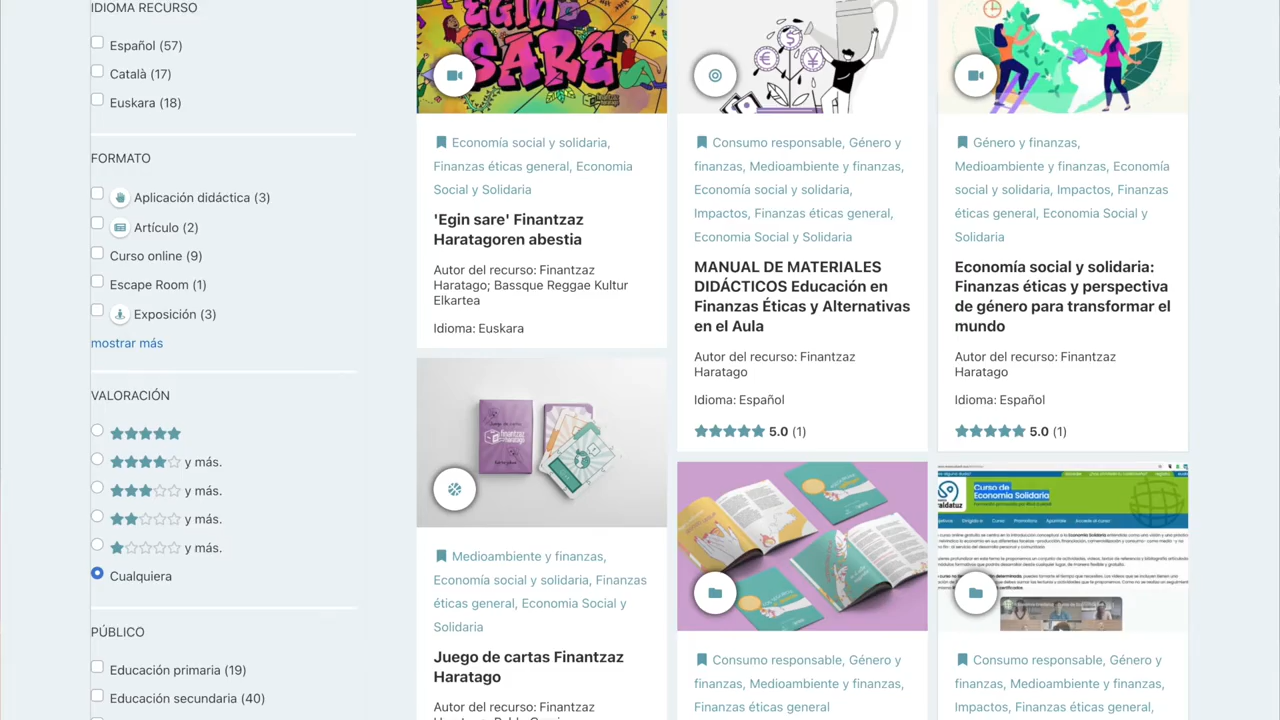 IDIOMA RECURSO
Español (57)
Català (17)
Euskara (18)
FORMATO
Aplicación didáctica (3)
Artículo (2)
Curso online (9)
Escape Room (1)
Exposición (3)
mostrar más
VALORACIÓN
y más.
y más.
y más.
y más.
Cualquiera
PÚBLICO
Educación primaria (19)
Educación secundaria (40)
EGIN
SARE
Economía social y solidaria,
Finanzas éticas general, Economia
Social y Solidaria
'Egin sare' Finantzaz
Haratagoren abestia
Autor del recurso: Finantzaz
Haratago; Bassque Reggae Kultur
Elkartea
Idioma: Euskara
Juego de cartas
finantzaz
haratago
Medioambiente y finanzas,
Economía social y solidaria, Finanzas
éticas general, Economia Social y
Solidaria
Juego de cartas Finantzaz
Haratago
Autor del recurso: Finantzaz
Consumo responsable, Género y
finanzas, Medioambiente y finanzas,
Economía social y solidaria,
Impactos, Finanzas éticas general,
Economia Social y Solidaria
MANUAL DE MATERIALES
DIDÁCTICOS Educación en
Finanzas Éticas y Alternativas
en el Aula
Autor del recurso: Finantzaz
Haratago
Idioma: Español
5.0 (1)
Consumo responsable, Género y
finanzas, Medioambiente y finanzas,
Finanzas éticas general
Género y finanzas,
Medioambiente y finanzas, Economía
social y solidaria, Impactos, Finanzas
éticas general, Economia Social y
Solidaria
Economía social y solidaria:
Finanzas éticas y perspectiva
de género para transformar el
mundo
Autor del recurso: Finantzaz
Haratago
Idioma: Español
5.0 (1)
Curso de
Economía Solidaria
Consumo responsable, Género y
finanzas, Medioambiente y finanzas,
Impactos, Finanzas éticas general,